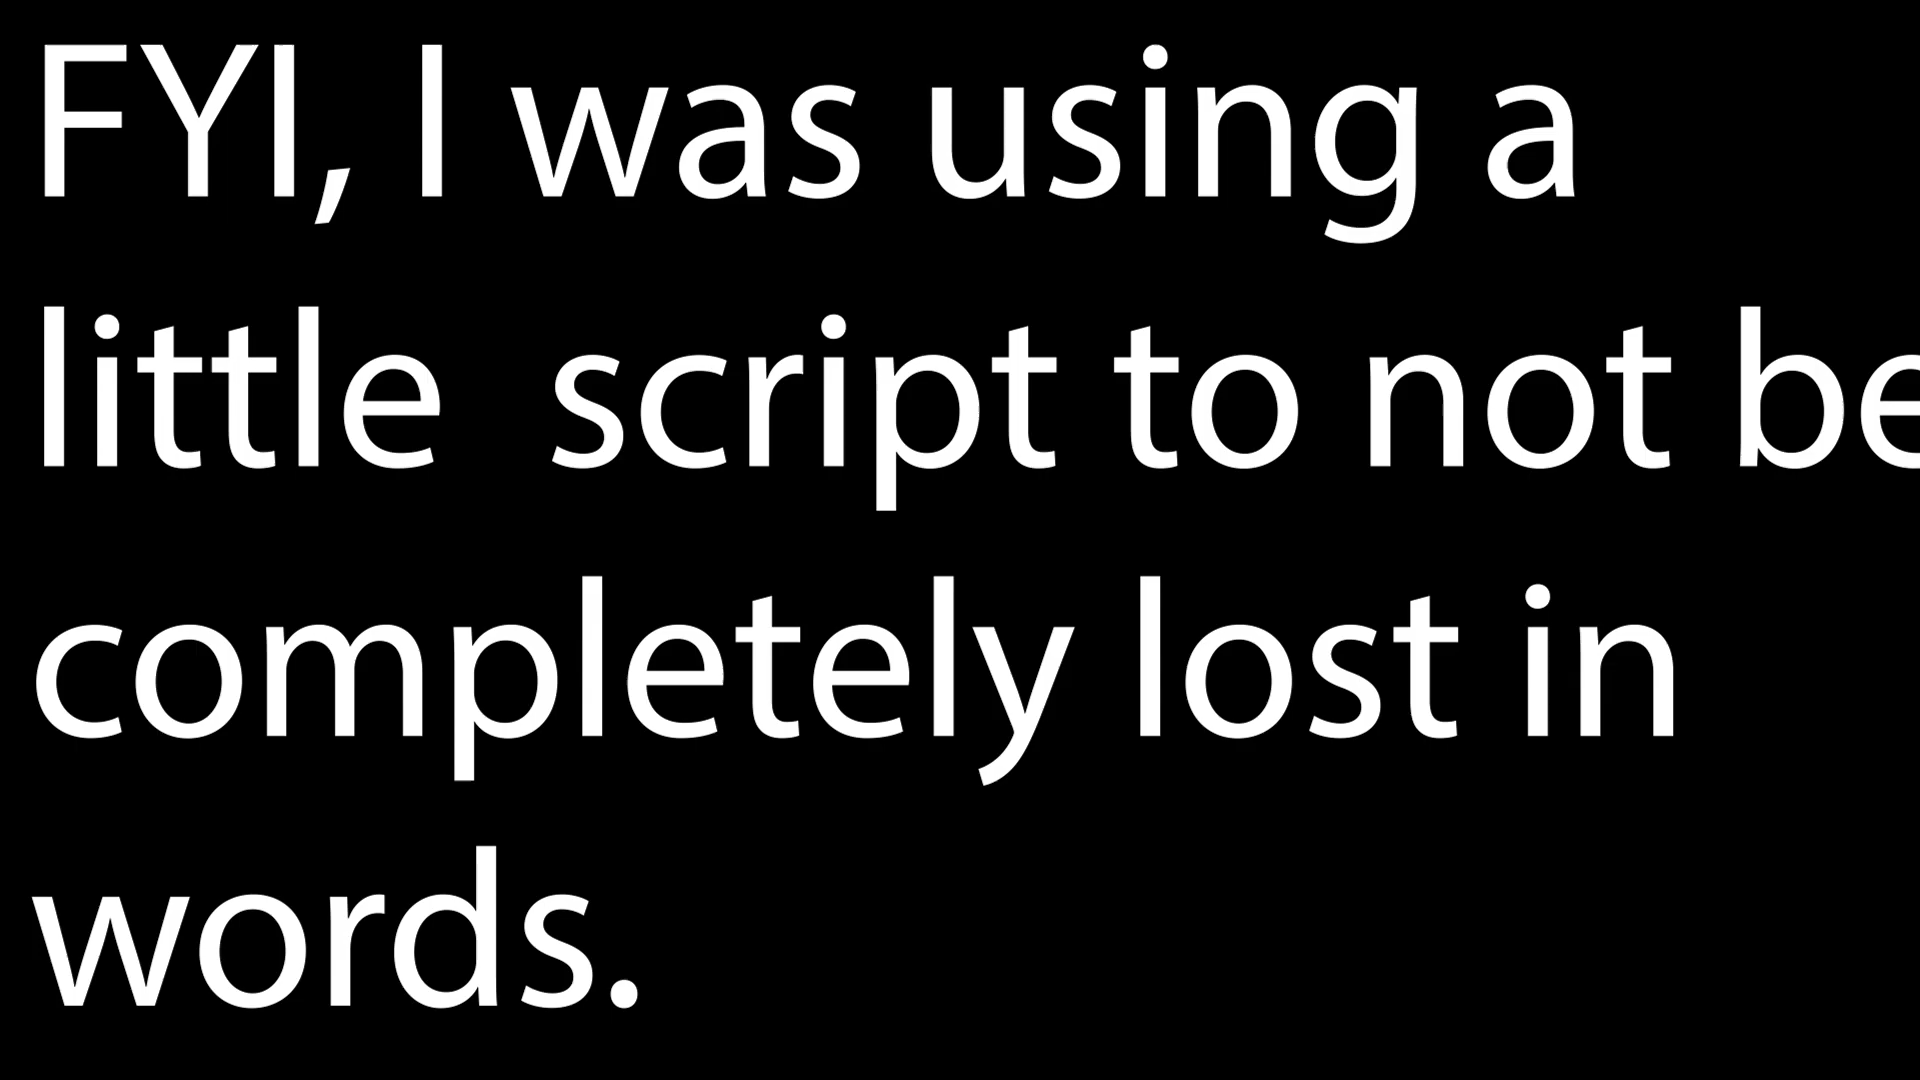 FYI, I was using a
little  script to not be
completely lost in
words.